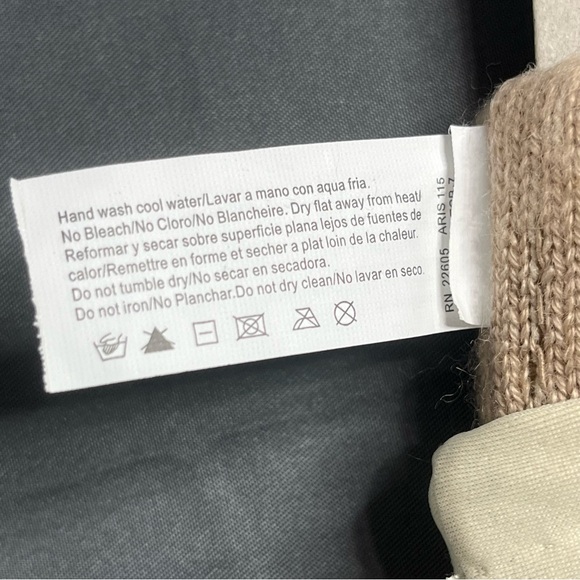 Hand wash cool water/Lavar a mano con aqua fria.
No Bleach/No Cloro/No Blancheire. Dry flat away from heat/
Reformar y secar sobre superficie plana lejos de fuentes de
calor/Remettre en forme et secher a plat loin de la chaleur.
Do not tumble dry/No sécar en secadora.
Do not iron/No Planchar.Do not dry clean/No lavar en seco.
RN 22605 ARIS 115